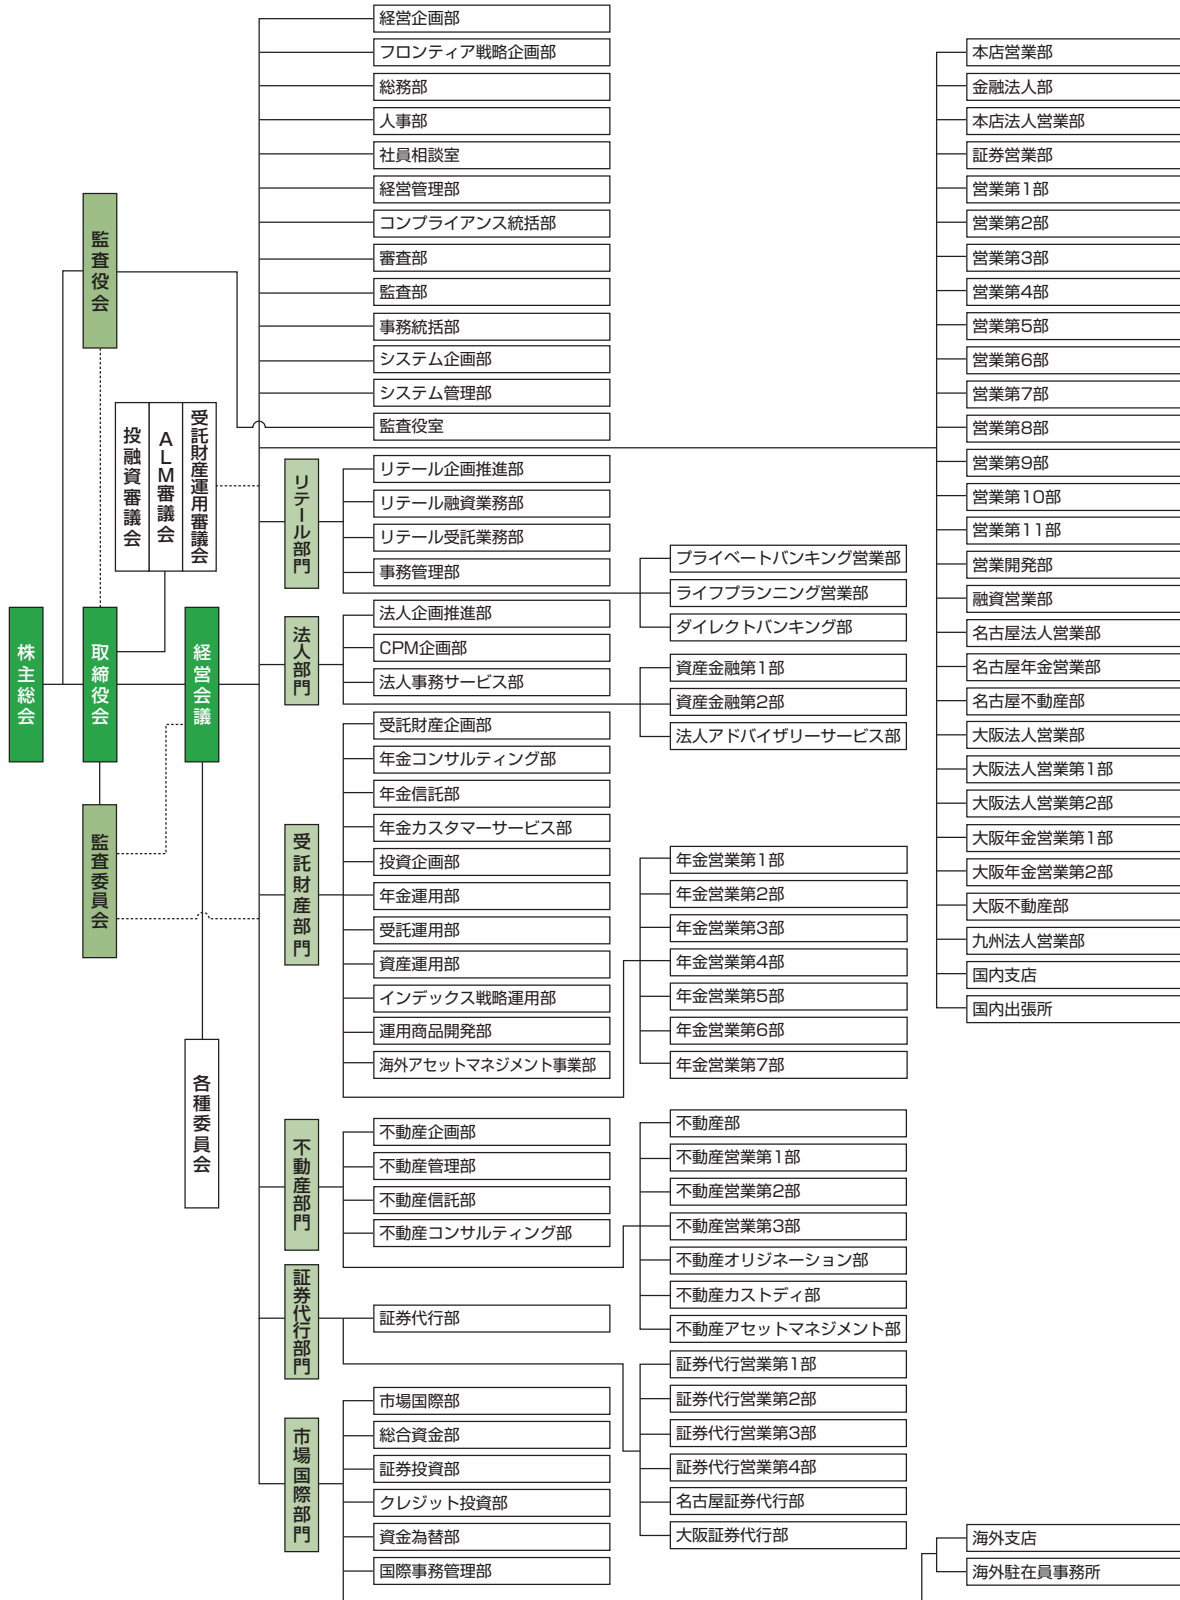 株主総会
監査役会
取締役会
監査委員会
投融資審議会
ALM審議会
受託財産運用審議会
経営会議
各種委員会
経営企画部
フロンティア戦略企画部
総務部
人事部
社員相談室
経営管理部
コンプライアンス統括部
審査部
監査部
事務統括部
システム企画部
システム管理部
監査役室
リテール部門
リテール企画推進部
リテール融資業務部
リテール受託業務部
事務管理部
プライベートバンキング営業部
ライフプランニング営業部
ダイレクトバンキング部
法人部門
法人企画推進部
CPM企画部
法人事務サービス部
資産金融第1部
資産金融第2部
法人アドバイザリーサービス部
受託財産部門
受託財産企画部
年金コンサルティング部
年金信託部
年金カスタマーサービス部
投資企画部
年金運用部
受託運用部
資産運用部
インデックス戦略運用部
運用商品開発部
海外アセットマネジメント事業部
年金営業第1部
年金営業第2部
年金営業第3部
年金営業第4部
年金営業第5部
年金営業第6部
年金営業第7部
不動産部門
不動産企画部
不動産管理部
不動産信託部
不動産コンサルティング部
不動産部
不動産営業第1部
不動産営業第2部
不動産営業第3部
不動産オリジネーション部
不動産カストディ部
不動産アセットマネジメント部
証券代行部門
証券代行部
証券代行営業第1部
証券代行営業第2部
証券代行営業第3部
証券代行営業第4部
名古屋証券代行部
大阪証券代行部
市場国際部門
市場国際部
総合資金部
証券投資部
クレジット投資部
資金為替部
国際事務管理部
海外支店
海外駐在員事務所
本店営業部
金融法人部
本店法人営業部
証券営業部
営業第1部
営業第2部
営業第3部
営業第4部
営業第5部
営業第6部
営業第7部
営業第8部
営業第9部
営業第10部
営業第11部
営業開発部
融資営業部
名古屋法人営業部
名古屋年金営業部
名古屋不動産部
大阪法人営業部
大阪法人営業第1部
大阪法人営業第2部
大阪年金営業第1部
大阪年金営業第2部
大阪不動産部
九州法人営業部
国内支店
国内出張所